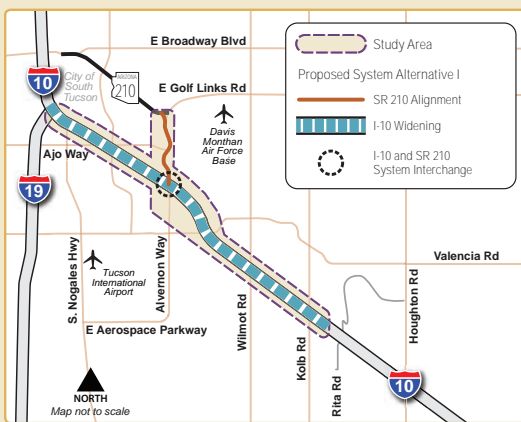 E Broadway Blvd
10
City of
South
Tucson
ARIZONA
210
E Golf Links Rd
Davis
Monthan
Air Force
Base
Ajo Way
19
S. Nogales Hwy
Tucson
International
Airport
Alvernon Way
E Aerospace Parkway
Wilmot Rd
Kolb Rd
Rita Rd
Houghton Rd
Valencia Rd
10
NORTH
Map not to scale
Study Area
Proposed System Alternative I
SR 210 Alignment
I-10 Widening
I-10 and SR 210
System Interchange